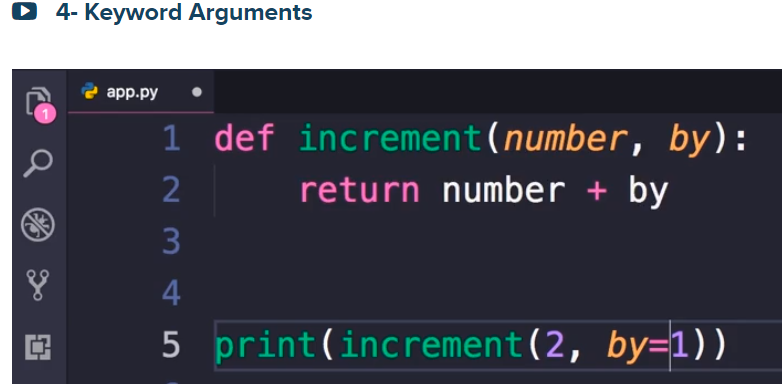 4- Keyword Arguments
app.py
1
1 def increment(number, by):
2     return number + by
3
4
5 print(increment(2, by=1))